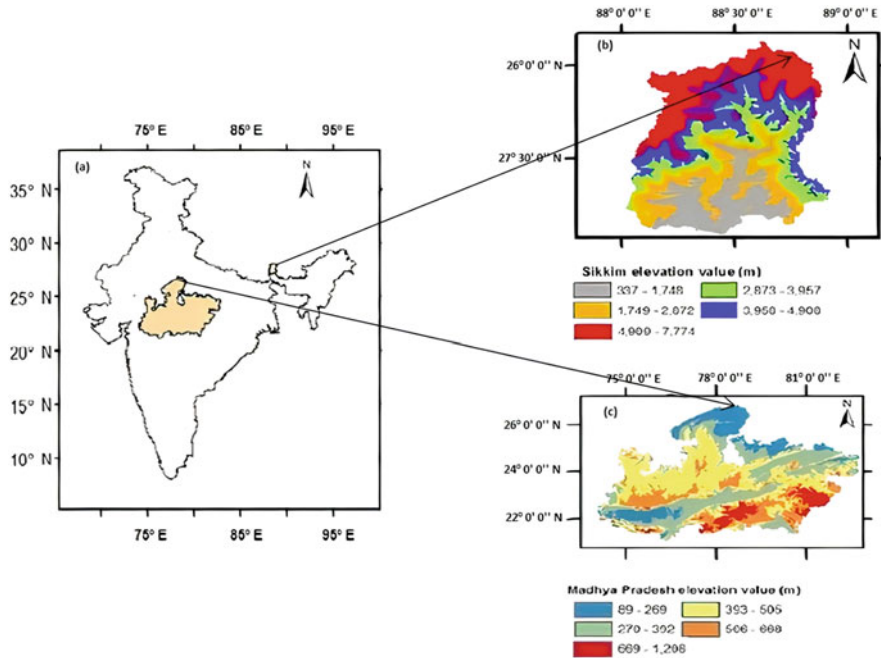 88° 0' 0" E 88° 30' 0" E 89° 0' 0" E
(b)
N
26° 0' 0" N
27° 30' 0" N
Sikkim elevation value (m)
337 - 1,748 2,873 - 3,957
1,749 - 2,872 3,958 - 4,908
4,909 - 7,774
75° E 85° E 95° E
(a)
N
35° N
30° N
25° N
20° N
15° N
10° N
75° E 85° E 95° E
75° 0' 0" E 78° 0' 0" E 81° 0' 0" E
(c)
N
26° 0' 0" N
24° 0' 0" N
22° 0' 0" N
Madhya Pradesh elevation value (m)
89 - 269 393 - 505
270 - 392 506 - 668
669 - 1,208